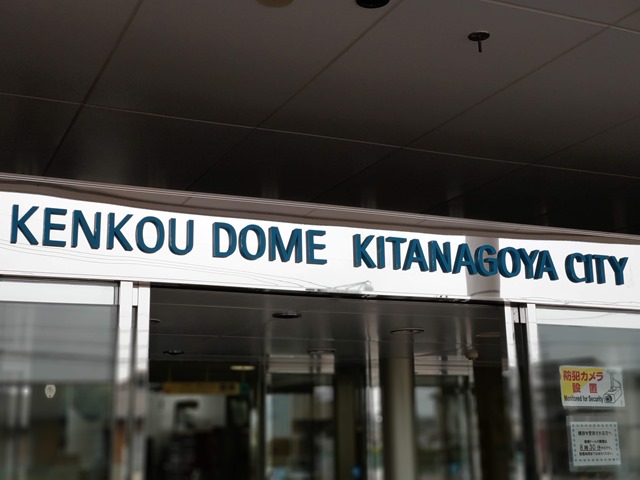 KENKOU DOME KITANAGOYA CITY
防犯カメラ
設置
Monitored for Security